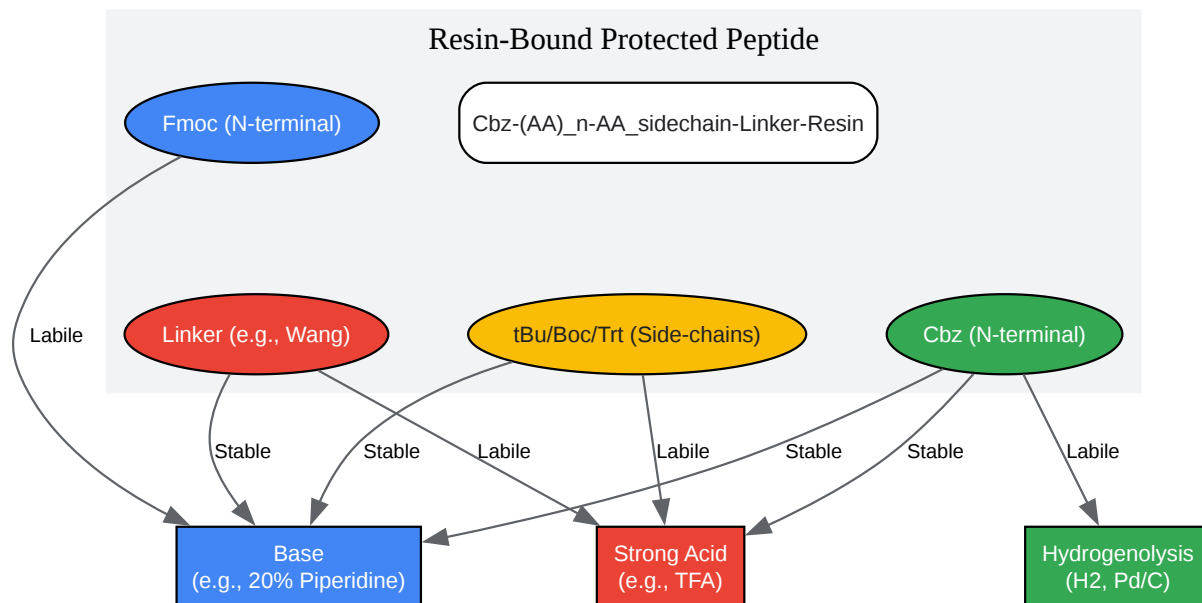 Resin-Bound Protected Peptide
Fmoc (N-terminal)
Cbz-(AA)_n-AA_sidechain-Linker-Resin
Linker (e.g., Wang)
tBu/Boc/Trt (Side-chains)
Cbz (N-terminal)
Labile
Stable
Stable
Labile
Labile
Stable
Stable
Labile
Base
(e.g., 20% Piperidine)
Strong Acid
(e.g., TFA)
Hydrogenolysis
(H2, Pd/C)